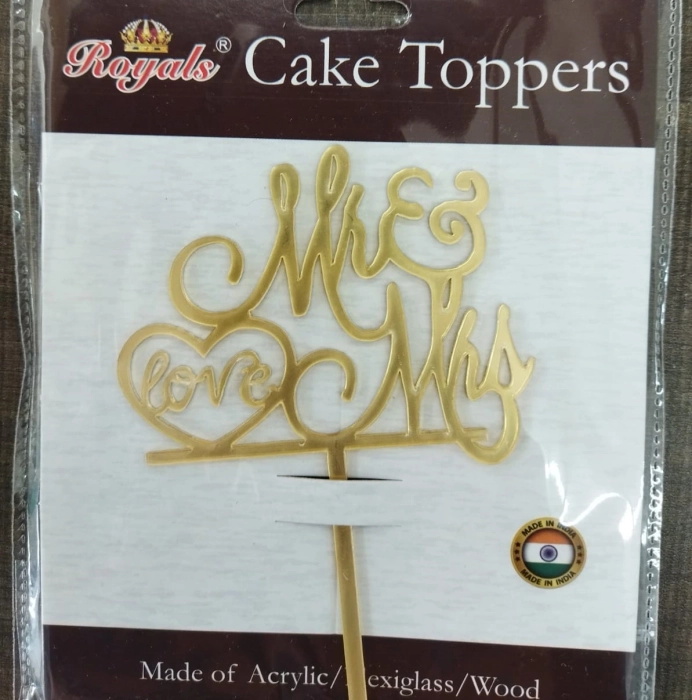 Royals® Cake Toppers
Mr &
Mrs
love
MADE IN INDIA
MADE IN INDIA
Made of Acrylic/ exiglass/Wood